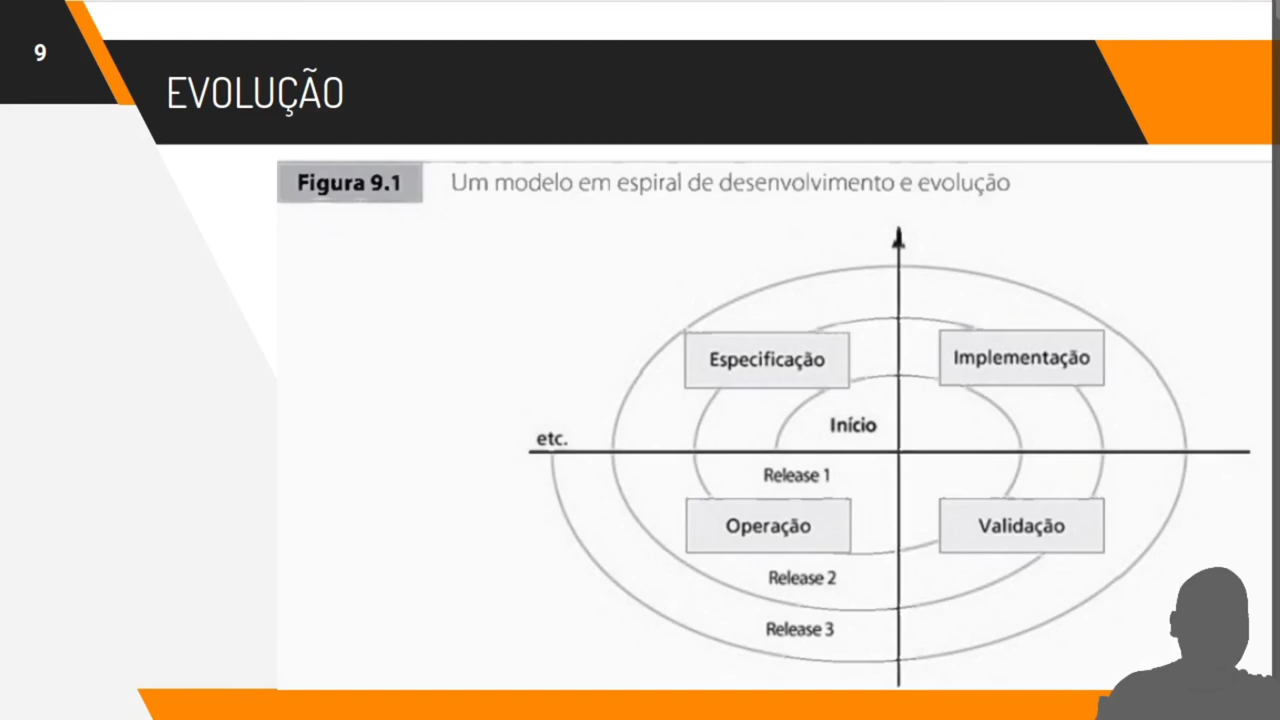 9
EVOLUÇÃO
Figura 9.1 Um modelo em espiral de desenvolvimento e evolução
Especificação
Implementação
Início
etc.
Release 1
Operação
Validação
Release 2
Release 3